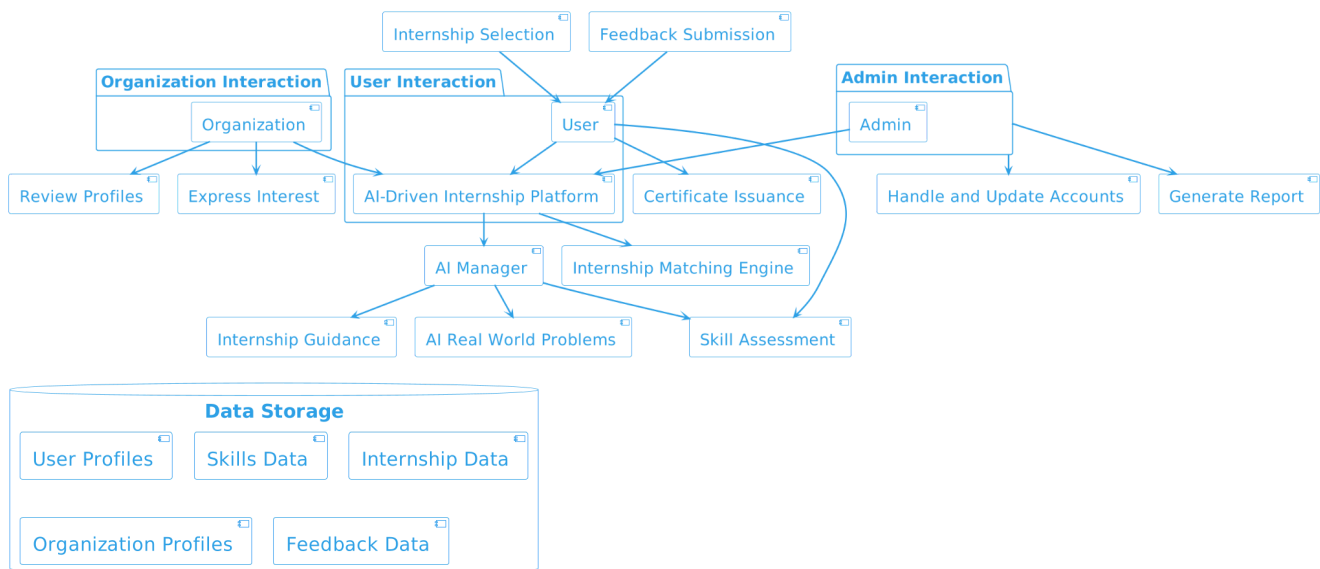 Internship Selection
Feedback Submission
Organization Interaction
User Interaction
Admin Interaction
Organization
User
Admin
Review Profiles
Express Interest
AI-Driven Internship Platform
Certificate Issuance
Handle and Update Accounts
Generate Report
AI Manager
Internship Matching Engine
Internship Guidance
AI Real World Problems
Skill Assessment
Data Storage
User Profiles
Skills Data
Internship Data
Organization Profiles
Feedback Data